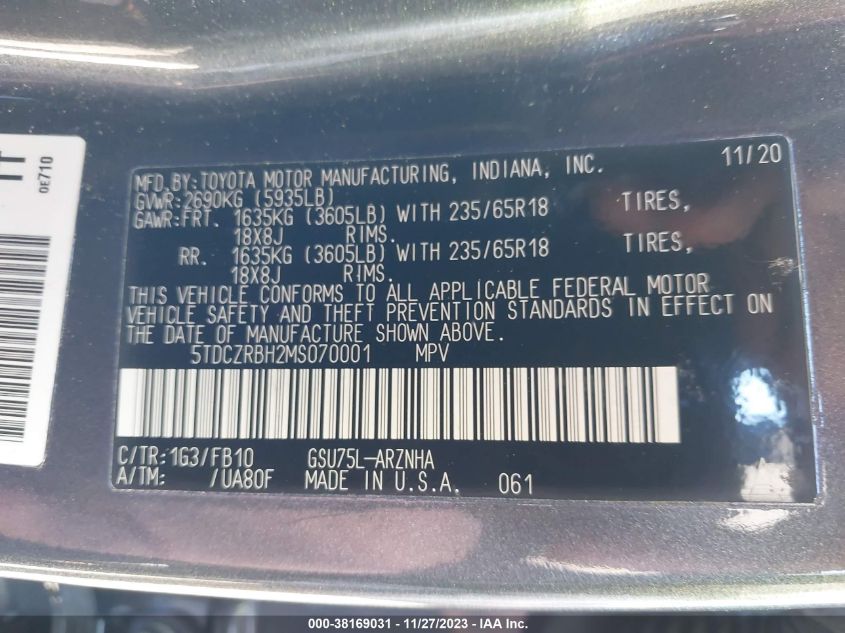 TT
0E710
MFD.BY:TOYOTA MOTOR MANUFACTURING, INDIANA, INC. 11/20
GVWR:2690KG (5935LB)
GAWR:FRT. 1635KG (3605LB) WITH 235/65R18 TIRES,
18X8J RIMS.
RR. 1635KG (3605LB) WITH 235/65R18 TIRES,
18X8J RIMS.
THIS VEHICLE CONFORMS TO ALL APPLICABLE FEDERAL MOTOR
VEHICLE SAFETY AND THEFT PREVENTION STANDARDS IN EFFECT ON
THE DATE OF MANUFACTURE SHOWN ABOVE.
5TDCZRBH2MS070001 MPV
C/TR:1G3/FB10 GSU75L-ARZNHA
A/TM: /UA80F MADE IN U.S.A. 061
000-38169031 - 11/27/2023 - IAA Inc.